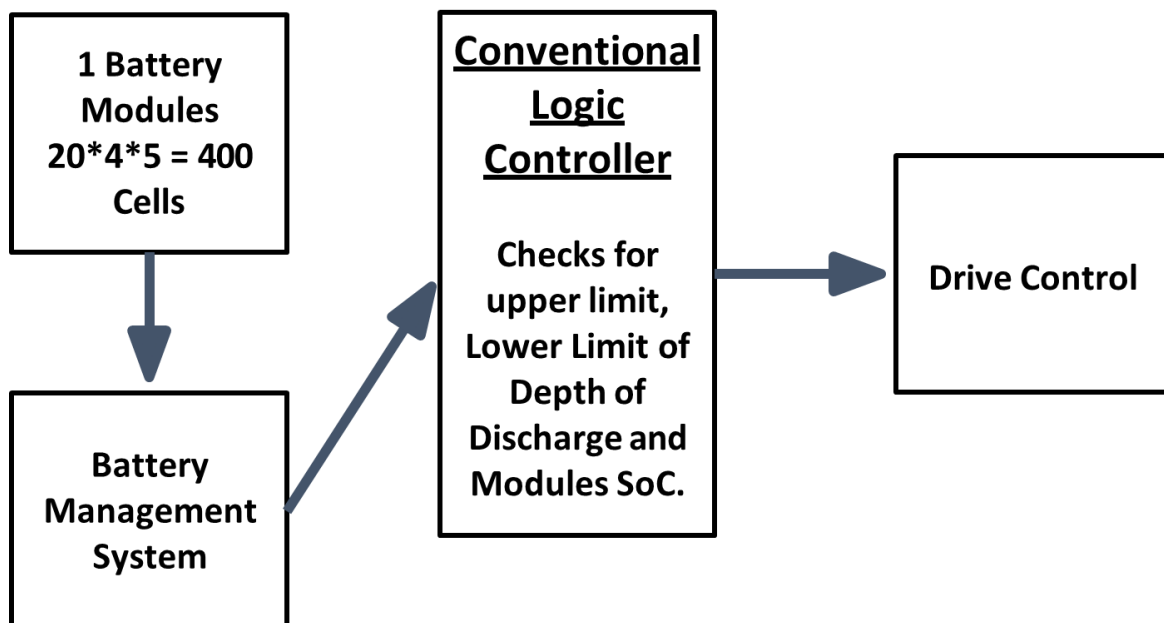 1 Battery
Modules
20*4*5 = 400
Cells
Battery
Management
System
Conventional
Logic
Controller
Checks for
upper limit,
Lower Limit of
Depth of
Discharge and
Modules SoC.
Drive Control